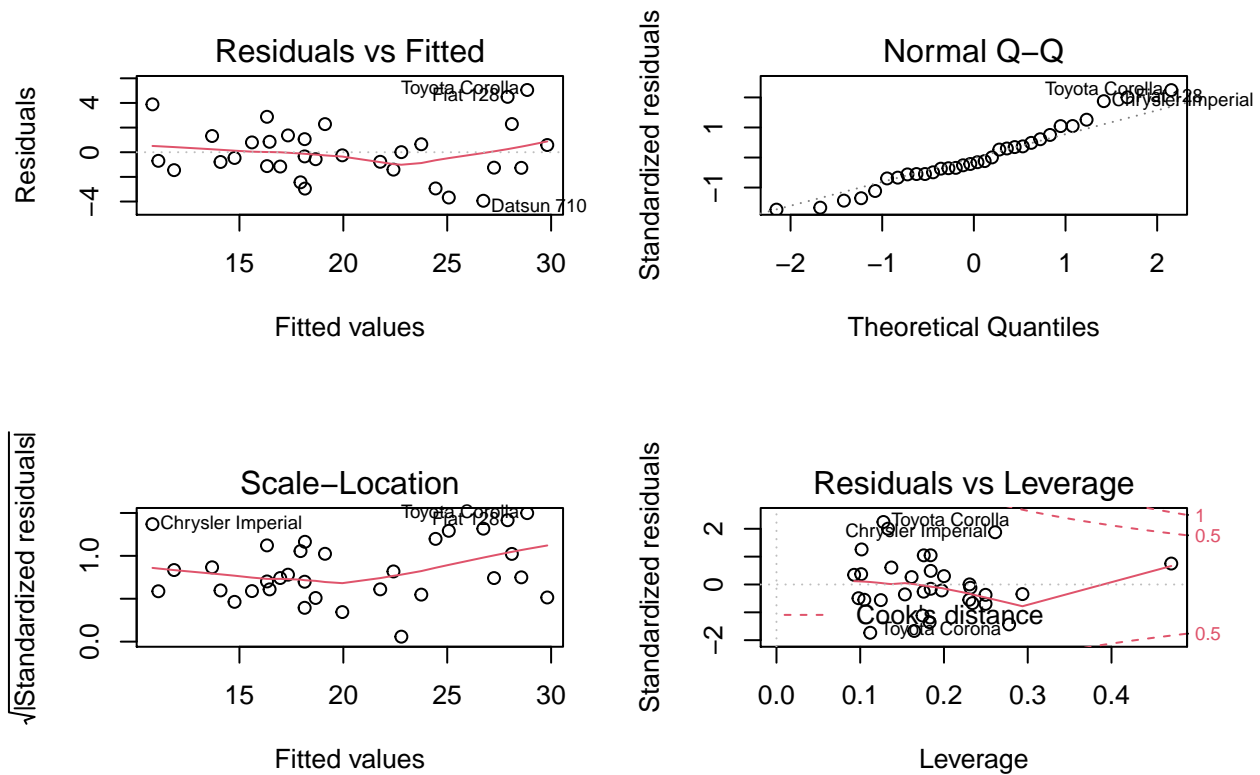 Residuals vs Fitted
Residuals
4
0
−4
Toyota Corolla
Fiat 128
Datsun 710
15
20
25
30
Fitted values
Normal Q−Q
Standardized residuals
1
−1
Toyota Corolla
Fiat 128
Chrysler Imperial
−2
−1
0
1
2
Theoretical Quantiles
Scale−Location
√|Standardized residuals|
1.0
0.0
Toyota Corolla
Fiat 128
Chrysler Imperial
15
20
25
30
Fitted values
Residuals vs Leverage
Standardized residuals
2
0
−2
Toyota Corolla
Chrysler Imperial
Cook's distance
Toyota Corona
1
0.5
0.5
0.0
0.1
0.2
0.3
0.4
Leverage